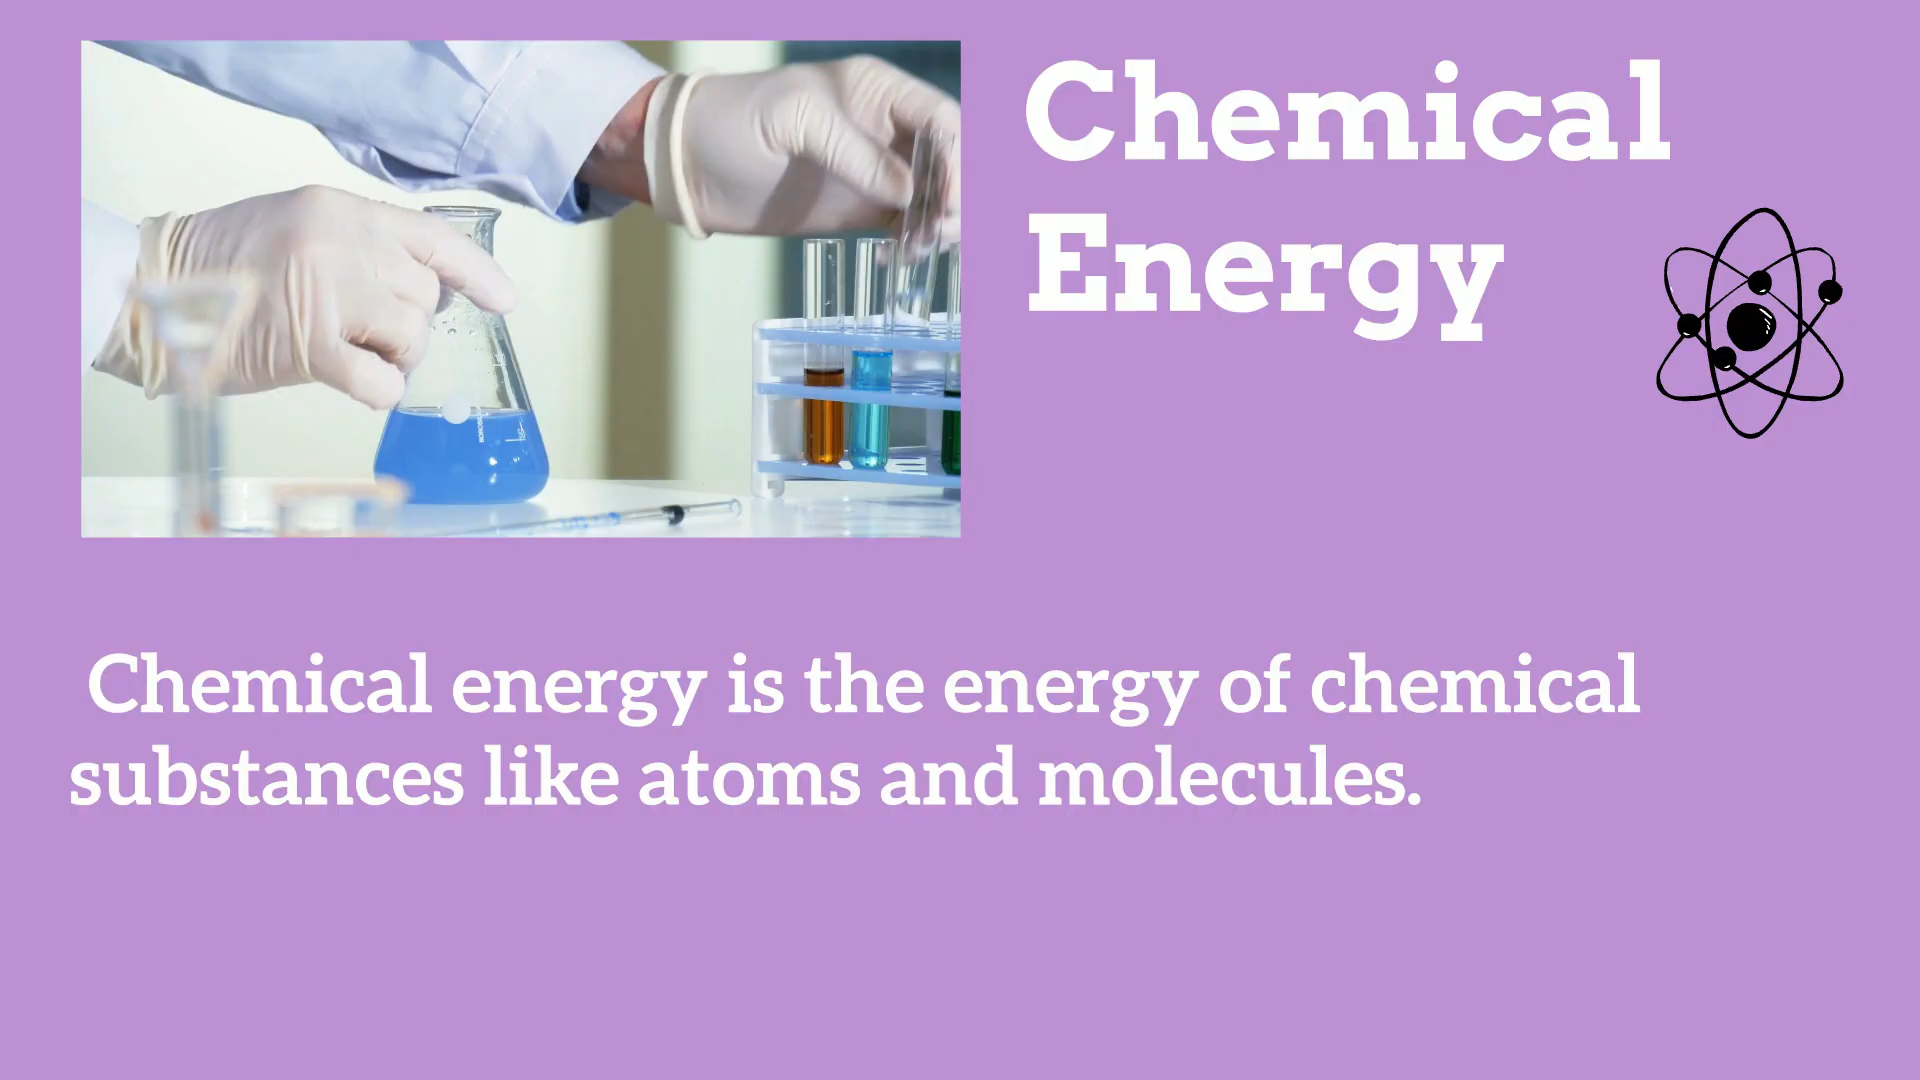 Chemical
Energy
Chemical energy is the energy of chemical
substances like atoms and molecules.